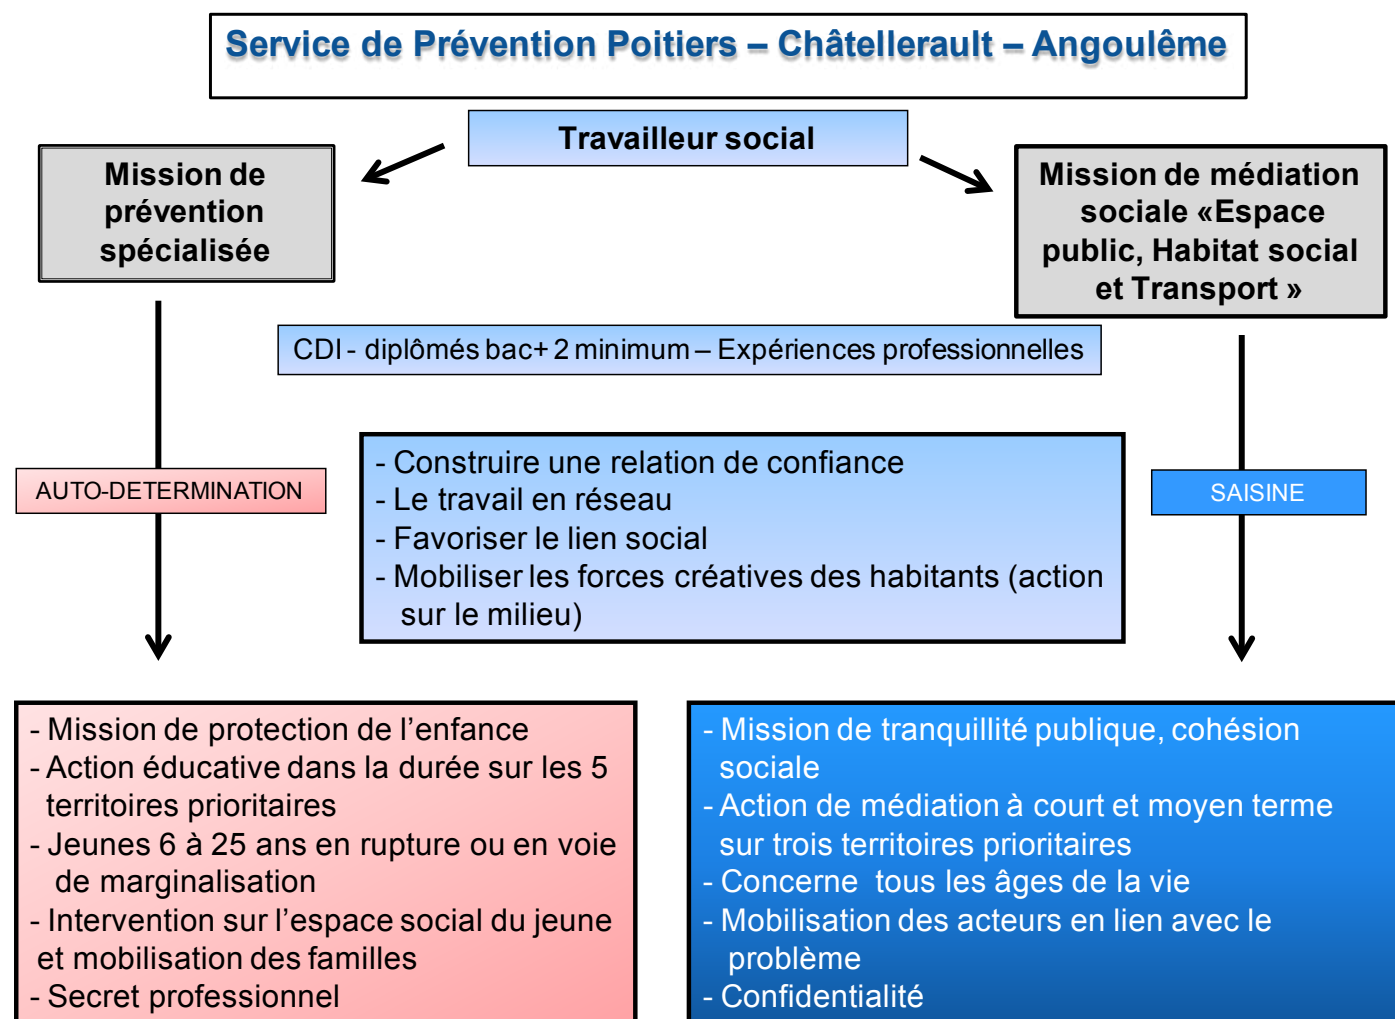 Service de Prévention Poitiers – Châtellerault – Angoulême
Travailleur social
Mission de
prévention
spécialisée
Mission de médiation
sociale «Espace
public, Habitat social
et Transport »
CDI - diplômés bac+ 2 minimum – Expériences professionnelles
AUTO-DETERMINATION
- Construire une relation de confiance
- Le travail en réseau
- Favoriser le lien social
- Mobiliser les forces créatives des habitants (action
sur le milieu)
SAISINE
- Mission de protection de l’enfance
- Action éducative dans la durée sur les 5
territoires prioritaires
- Jeunes 6 à 25 ans en rupture ou en voie
de marginalisation
- Intervention sur l’espace social du jeune
et mobilisation des familles
- Secret professionnel
- Mission de tranquillité publique, cohésion
sociale
- Action de médiation à court et moyen terme
sur trois territoires prioritaires
- Concerne tous les âges de la vie
- Mobilisation des acteurs en lien avec le
problème
- Confidentialité